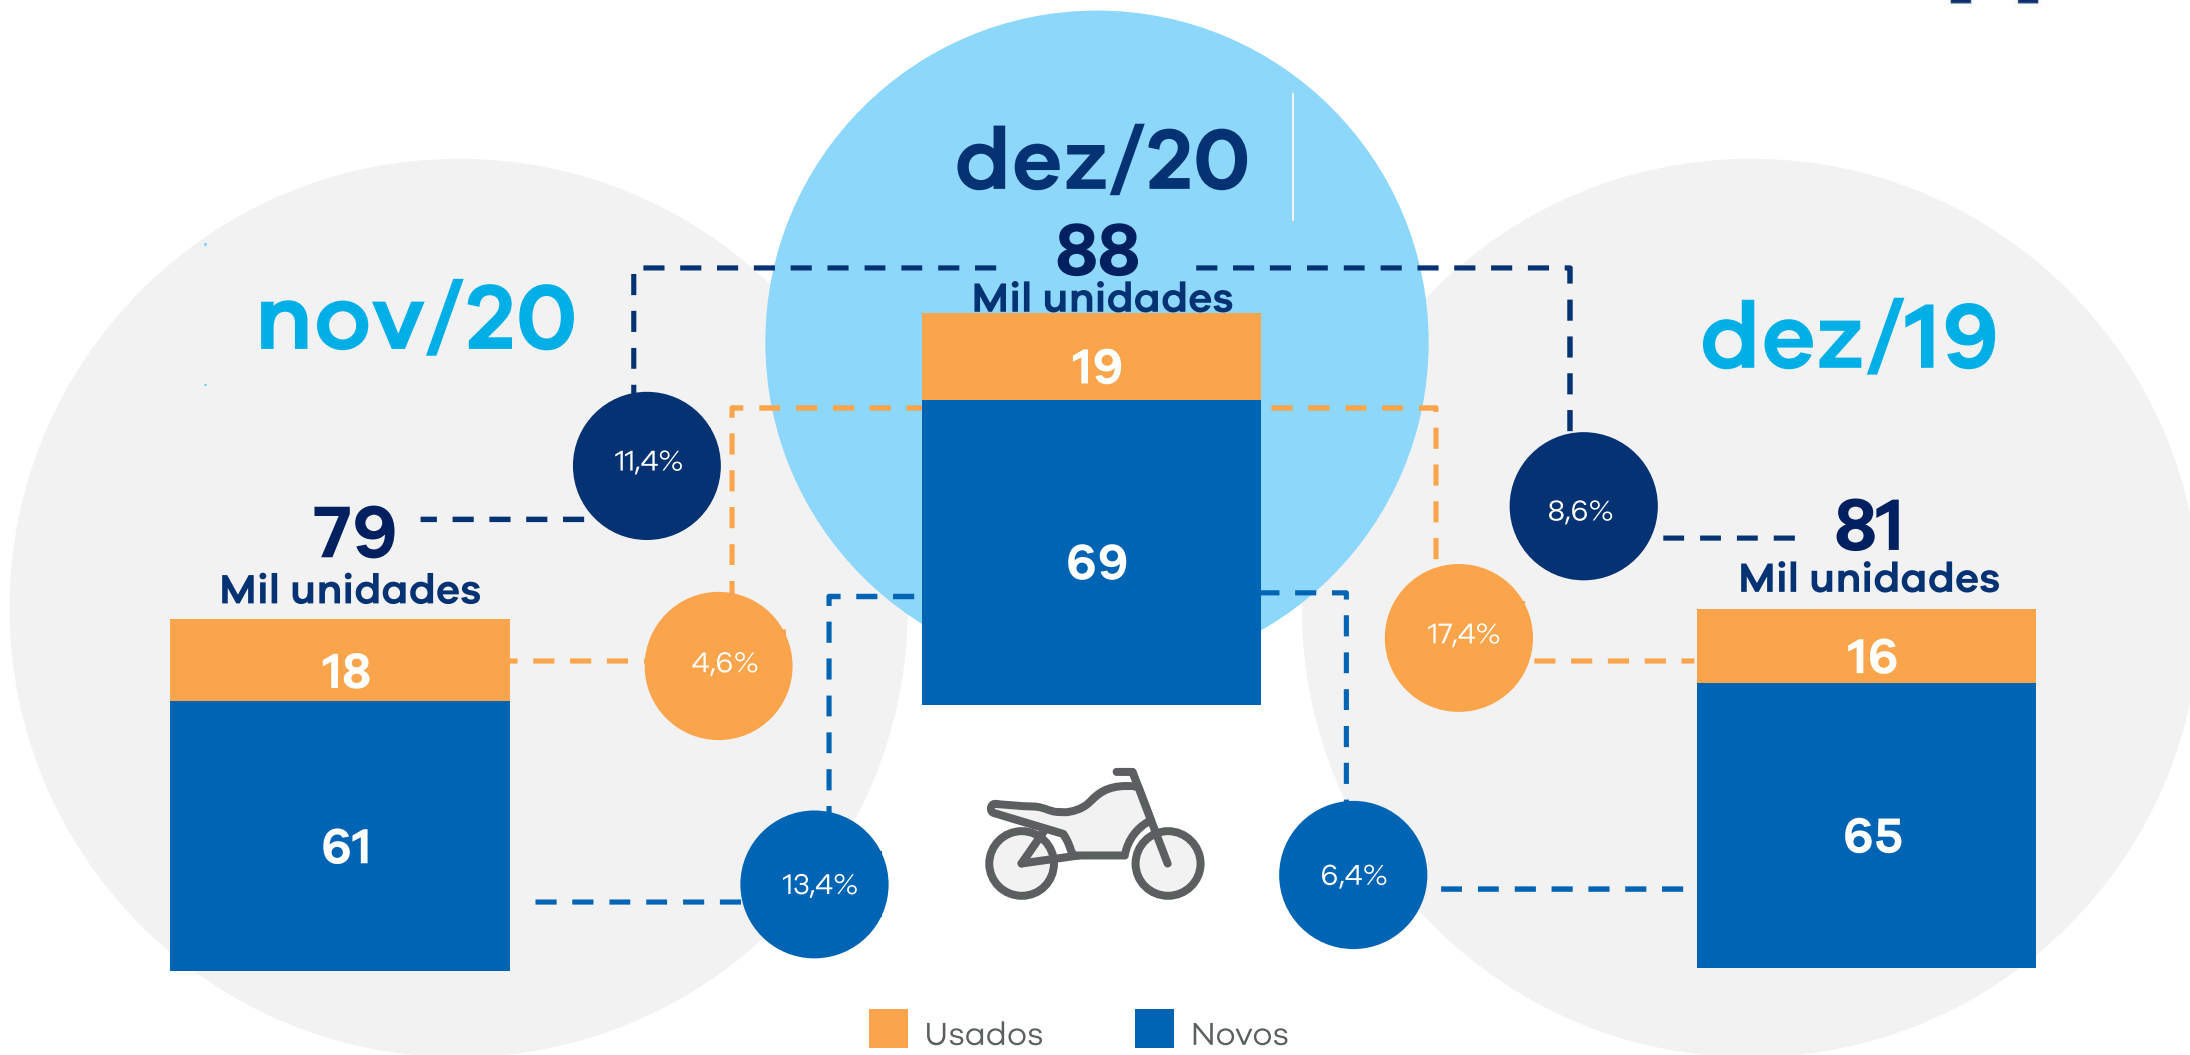 dez/20
88
Mil unidades
19
69
nov/20
79
Mil unidades
18
61
dez/19
81
Mil unidades
16
65
11,4%
4,6%
13,4%
8,6%
17,4%
6,4%
Usados
Novos